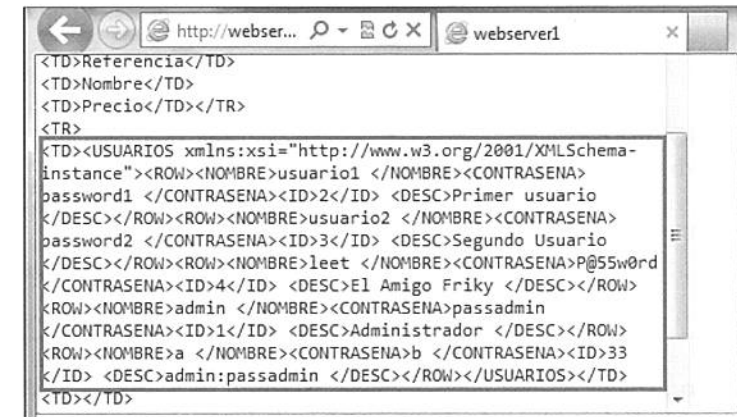 http://webser...
webserver1
<TD>Referencia</TD>
<TD>Nombre</TD>
<TD>Precio</TD></TR>
<TR>
<TD><USUARIOS xmlns:xsi="http://www.w3.org/2001/XMLSchema-
instance"><ROW><NOMBRE>usuario1 </NOMBRE><CONTRASENA>
password1 </CONTRASENA><ID>2</ID> <DESC>Primer usuario
</DESC></ROW><ROW><NOMBRE>usuario2 </NOMBRE><CONTRASENA>
password2 </CONTRASENA><ID>3</ID> <DESC>Segundo Usuario
</DESC></ROW><ROW><NOMBRE>leet </NOMBRE><CONTRASENA>P@55w0rd
</CONTRASENA><ID>4</ID> <DESC>El Amigo Friky </DESC></ROW>
<ROW><NOMBRE>admin </NOMBRE><CONTRASENA>passadmin
</CONTRASENA><ID>1</ID> <DESC>Administrador </DESC></ROW>
<ROW><NOMBRE>a </NOMBRE><CONTRASENA>b </CONTRASENA><ID>33
</ID> <DESC>admin:passadmin </DESC></ROW></USUARIOS></TD>
<TD></TD>